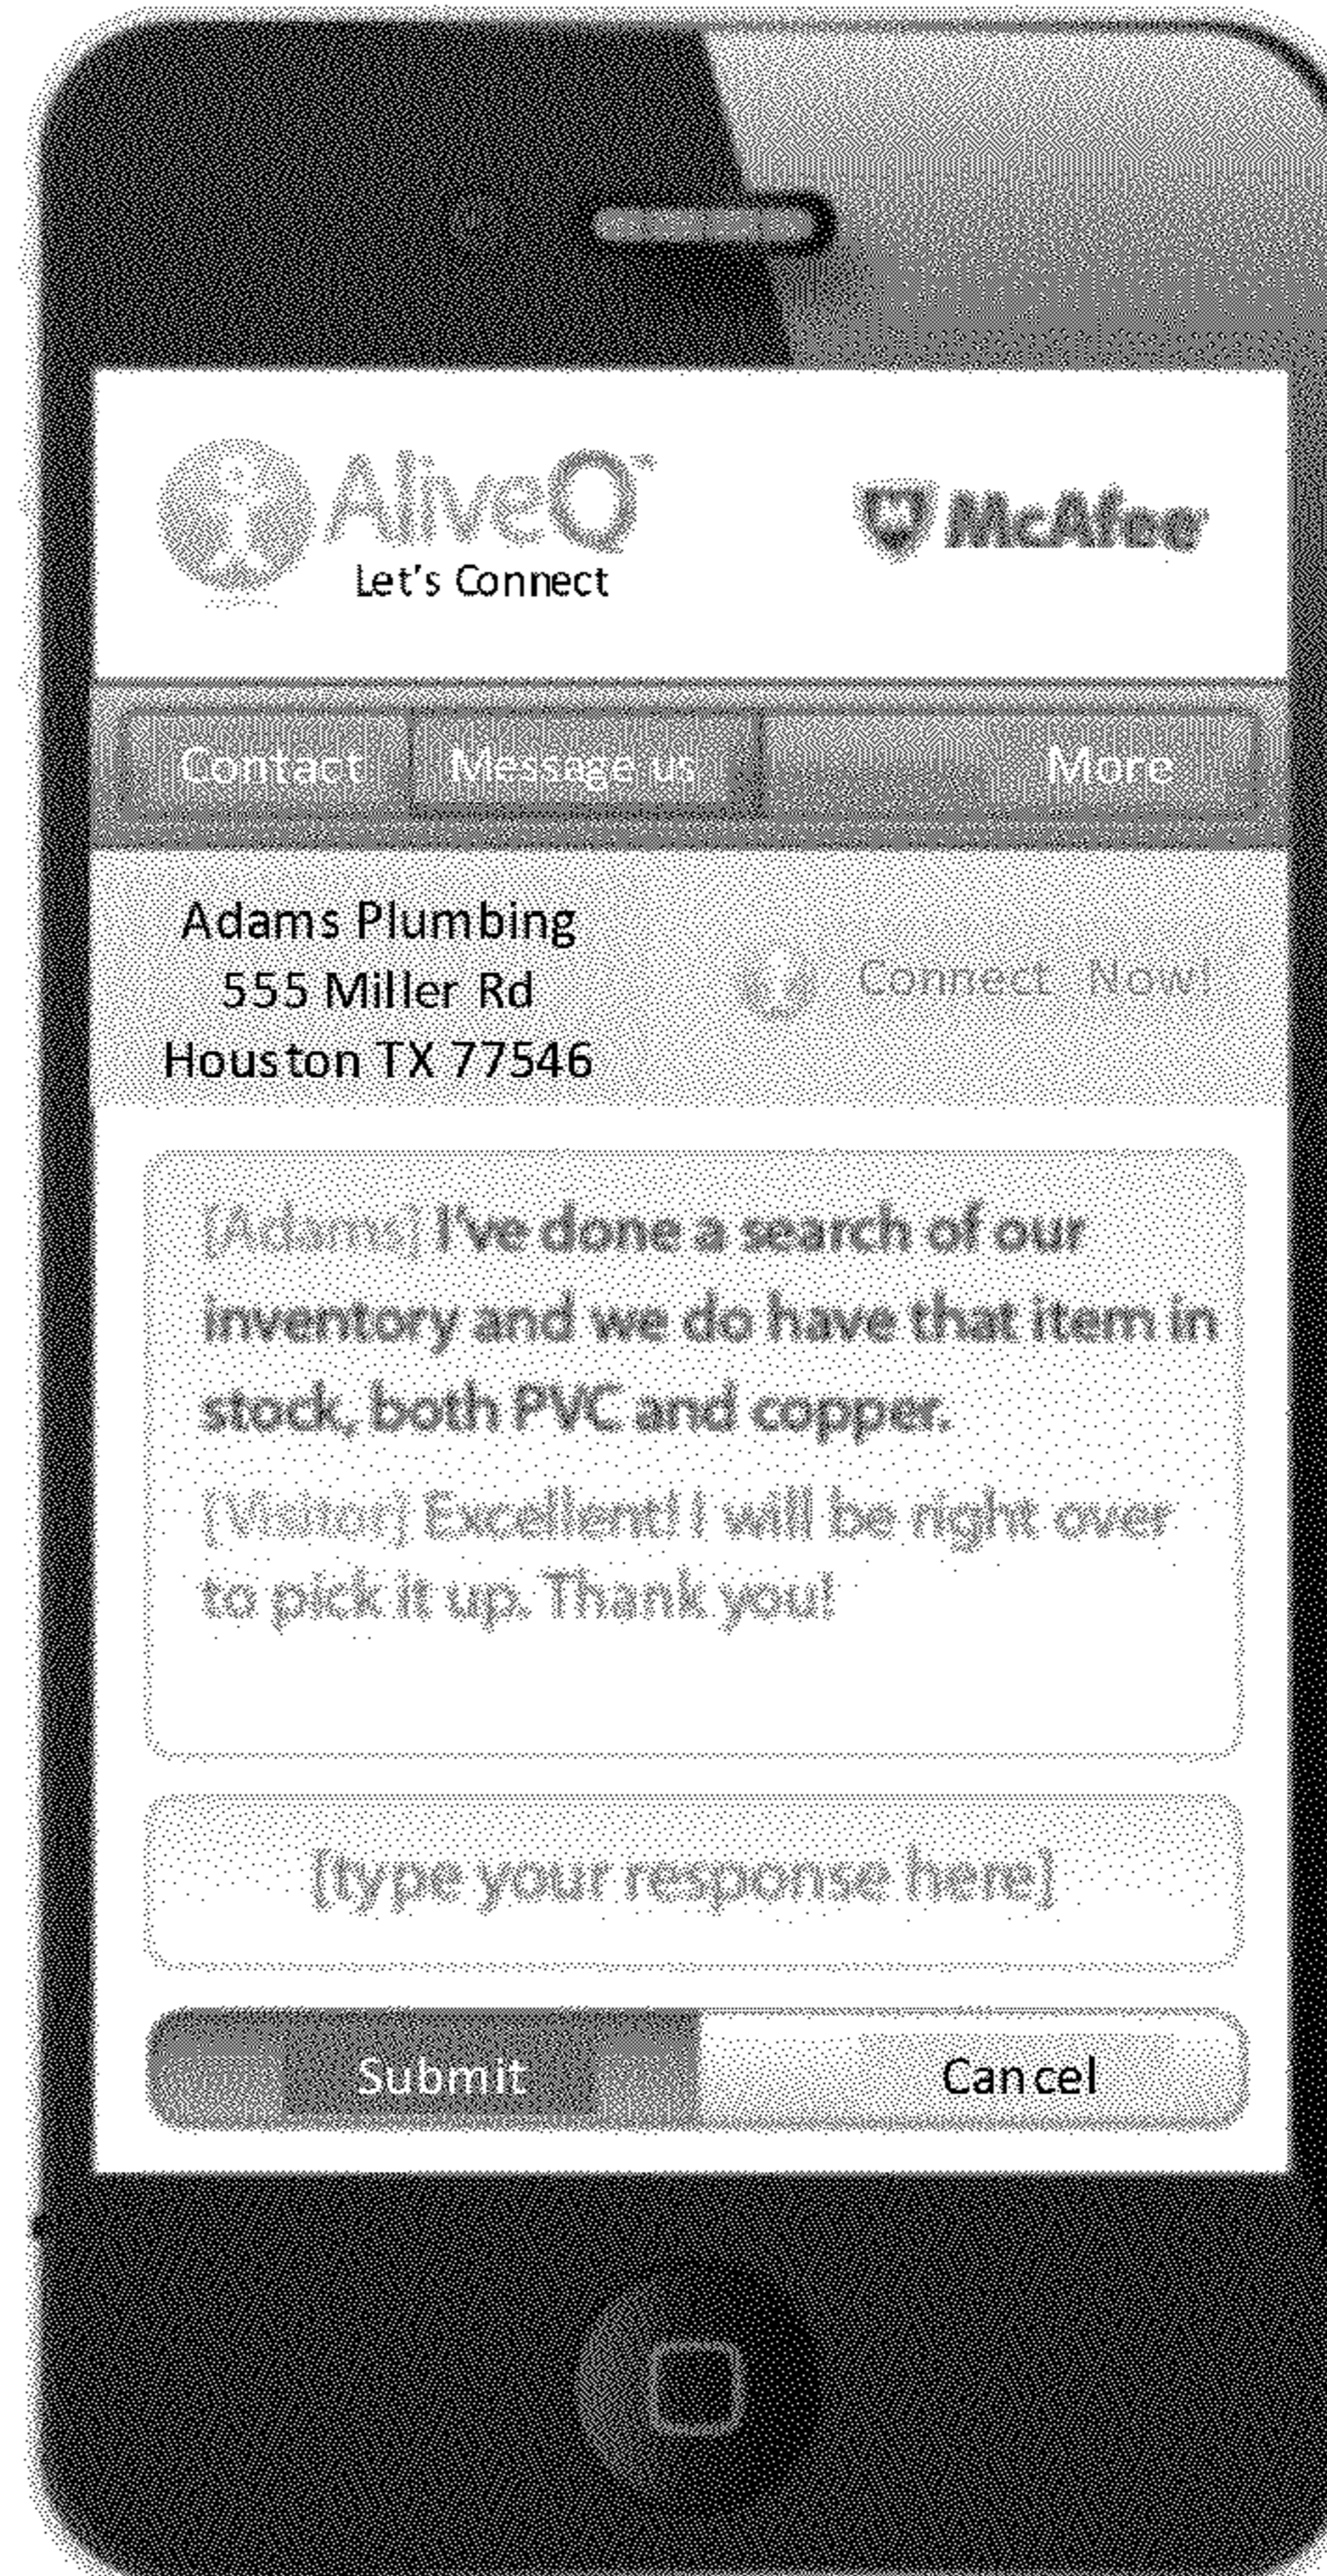 AliveQ™
Let's Connect
McAfee
Contact Message us More
Adams Plumbing
555 Miller Rd
Houston TX 77546
Connect Now!
[Adams] I've done a search of our
inventory and we do have that item in
stock, both PVC and copper.
[Visitor] Excellent! I will be right over
to pick it up. Thank you!
[type your response here]
Submit Cancel